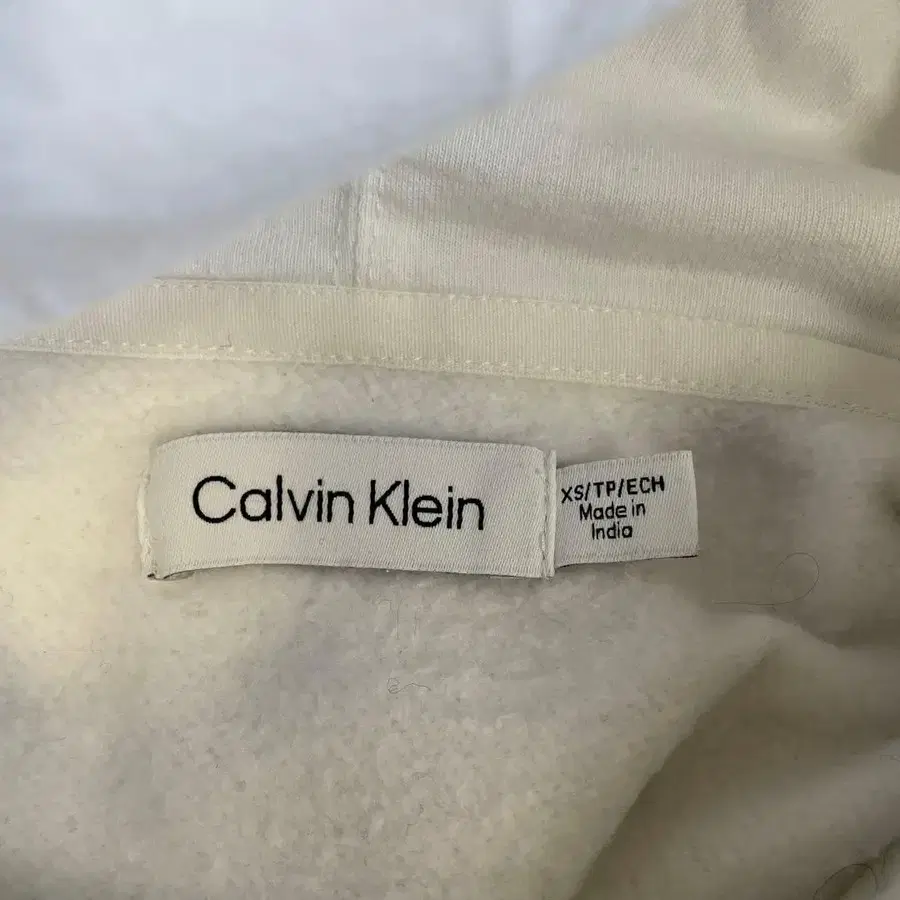 Calvin Klein
XS/TP/ECH
Made in
India